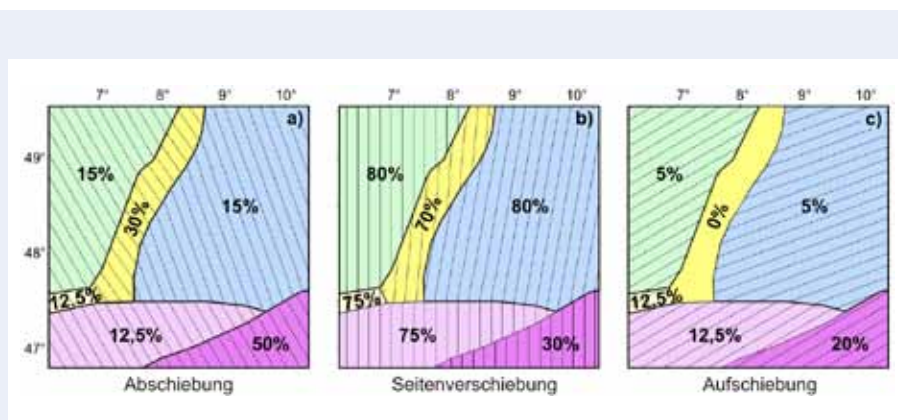 7° 8° 9° 10° 7° 8° 9° 10° 7° 8° 9° 10°
a) b) c)
49°
15% 80% 5%
30% 15% 70% 80% 0% 5%
48°
12.5% 75% 12.5%
12,5% 50% 75% 30% 12,5% 20%
47°
Abschiebung Seitenverschiebung Aufschiebung